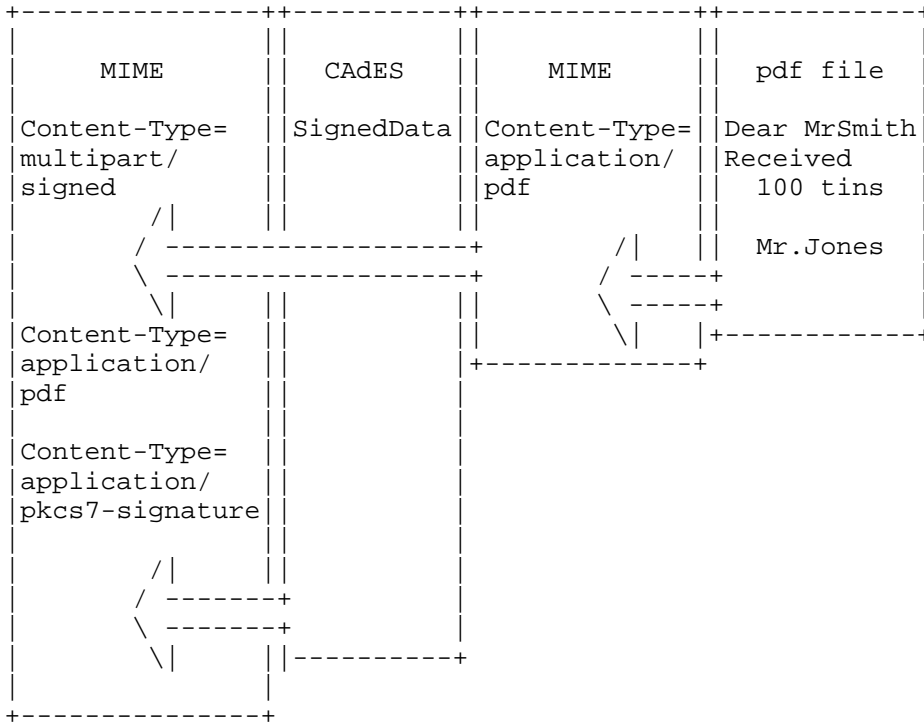 MIME CAdES MIME pdf file
Content-Type= SignedData Content-Type= Dear MrSmith
multipart/ application/ Received
signed pdf 100 tins
Mr.Jones
Content-Type=
application/
pdf
Content-Type=
application/
pkcs7-signature